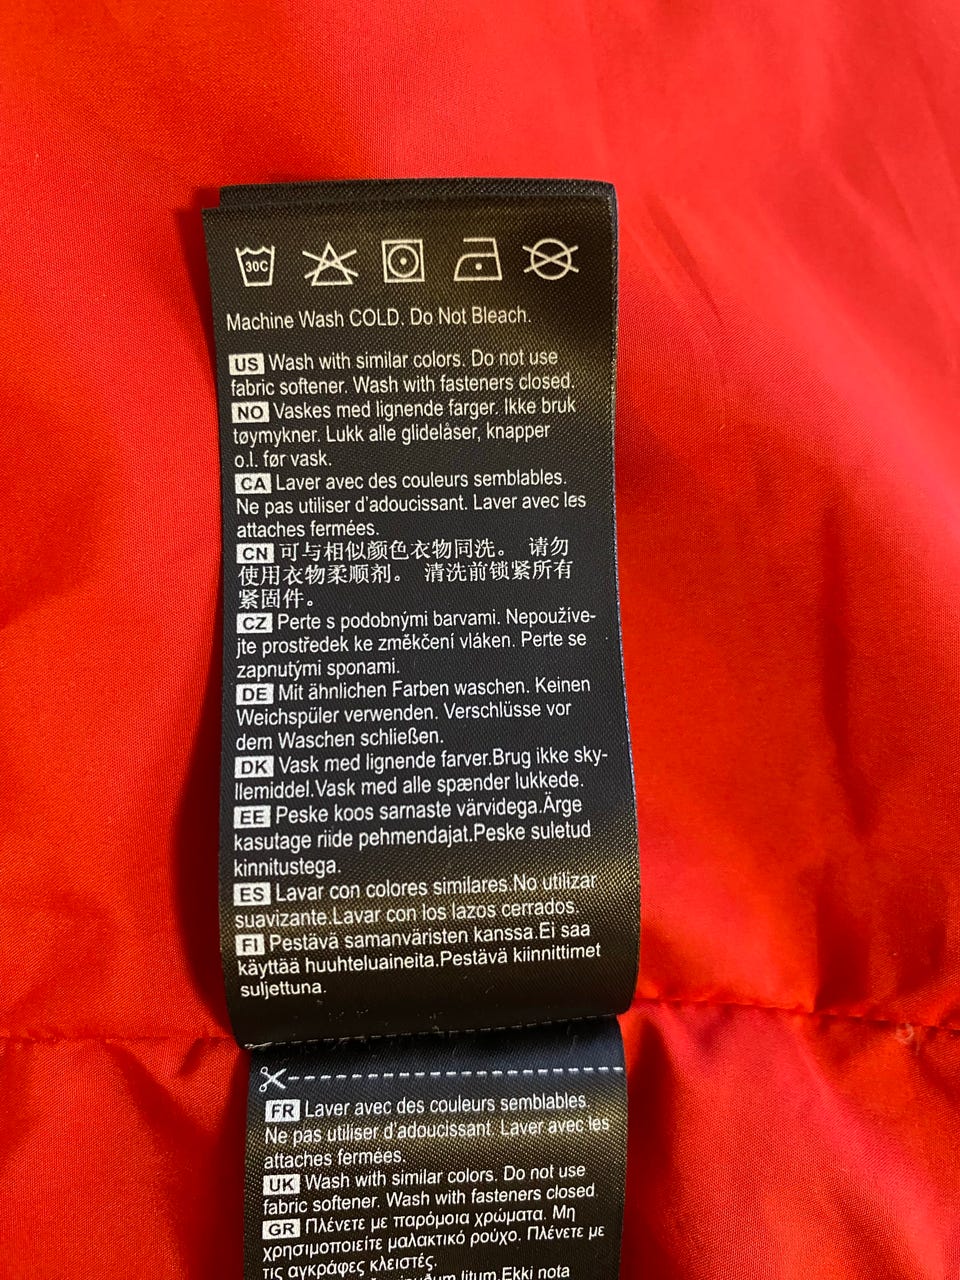 30C
Machine Wash COLD. Do Not Bleach.
US Wash with similar colors. Do not use
fabric softener. Wash with fasteners closed.
NO Vaskes med lignende farger. Ikke bruk
tøymykner. Lukk alle glidelåser, knapper
o.l. før vask.
CA Laver avec des couleurs semblables.
Ne pas utiliser d'adoucissant. Laver avec les
attaches fermées.
CN 可与相似颜色衣物同洗。 请勿
使用衣物柔顺剂。 清洗前锁紧所有
紧固件。
CZ Perte s podobnými barvami. Nepoužíve-
jte prostředek ke změkčení vláken. Perte se
zapnutými sponami.
DE Mit ähnlichen Farben waschen. Keinen
Weichspüler verwenden. Verschlüsse vor
dem Waschen schließen.
DK Vask med lignende farver.Brug ikke sky-
llemiddel.Vask med alle spænder lukkede.
EE Peske koos sarnaste värvidega.Ärge
kasutage riide pehmendajat.Peske suletud
kinnitustega.
ES Lavar con colores similares.No utilizar
suavizante.Lavar con los lazos cerrados.
FI Pestävä samanväristen kanssa.Ei saa
käyttää huuhteluaineita.Pestävä kiinnittimet
suljettuna.
FR Laver avec des couleurs semblables.
Ne pas utiliser d'adoucissant. Laver avec les
attaches fermées.
UK Wash with similar colors. Do not use
fabric softener. Wash with fasteners closed.
GR Πλένετε με παρόμοια χρώματα. Μη
χρησιμοποιείτε μαλακτικό ρούχο. Πλένετε με
τις αγκράφες κλειστές.
litum.Ekki nota